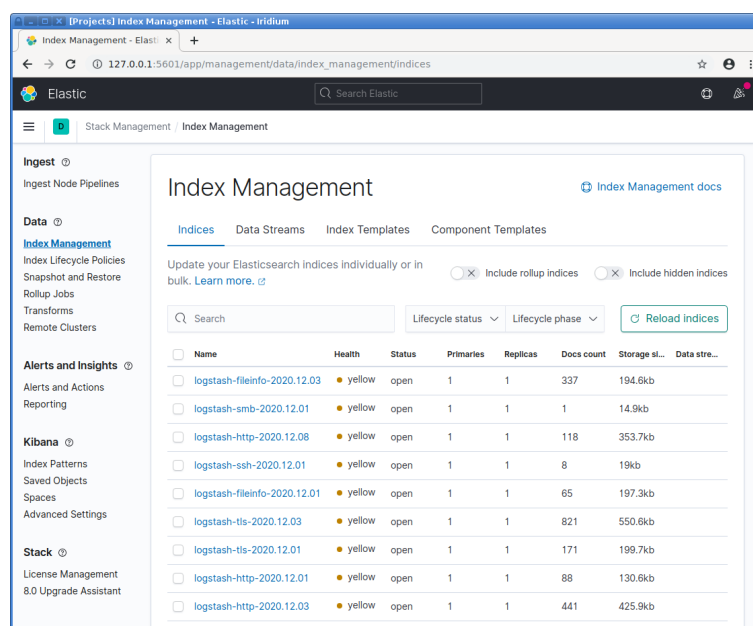 [Projects] Index Management - Elastic - Iridium
Index Management - Elasti
127.0.0.1:5601/app/management/data/index_management/indices
Elastic
Search Elastic
D
Stack Management / Index Management
Ingest
Ingest Node Pipelines
Data
Index Management
Index Lifecycle Policies
Snapshot and Restore
Rollup Jobs
Transforms
Remote Clusters
Alerts and Insights
Alerts and Actions
Reporting
Kibana
Index Patterns
Saved Objects
Spaces
Advanced Settings
Stack
License Management
8.0 Upgrade Assistant
Index Management
Index Management docs
Indices Data Streams Index Templates Component Templates
Update your Elasticsearch indices individually or in
bulk. Learn more.
Include rollup indices Include hidden indices
Search
Lifecycle status Lifecycle phase
Reload indices
Name Health Status Primaries Replicas Docs count Storage si... Data stre...
logstash-fileinfo-2020.12.03 yellow open 1 1 337 194.6kb
logstash-smb-2020.12.01 yellow open 1 1 1 14.9kb
logstash-http-2020.12.08 yellow open 1 1 118 353.7kb
logstash-ssh-2020.12.01 yellow open 1 1 8 19kb
logstash-fileinfo-2020.12.01 yellow open 1 1 65 197.3kb
logstash-tls-2020.12.03 yellow open 1 1 821 550.6kb
logstash-tls-2020.12.01 yellow open 1 1 171 199.7kb
logstash-http-2020.12.01 yellow open 1 1 88 130.6kb
logstash-http-2020.12.03 yellow open 1 1 441 425.9kb